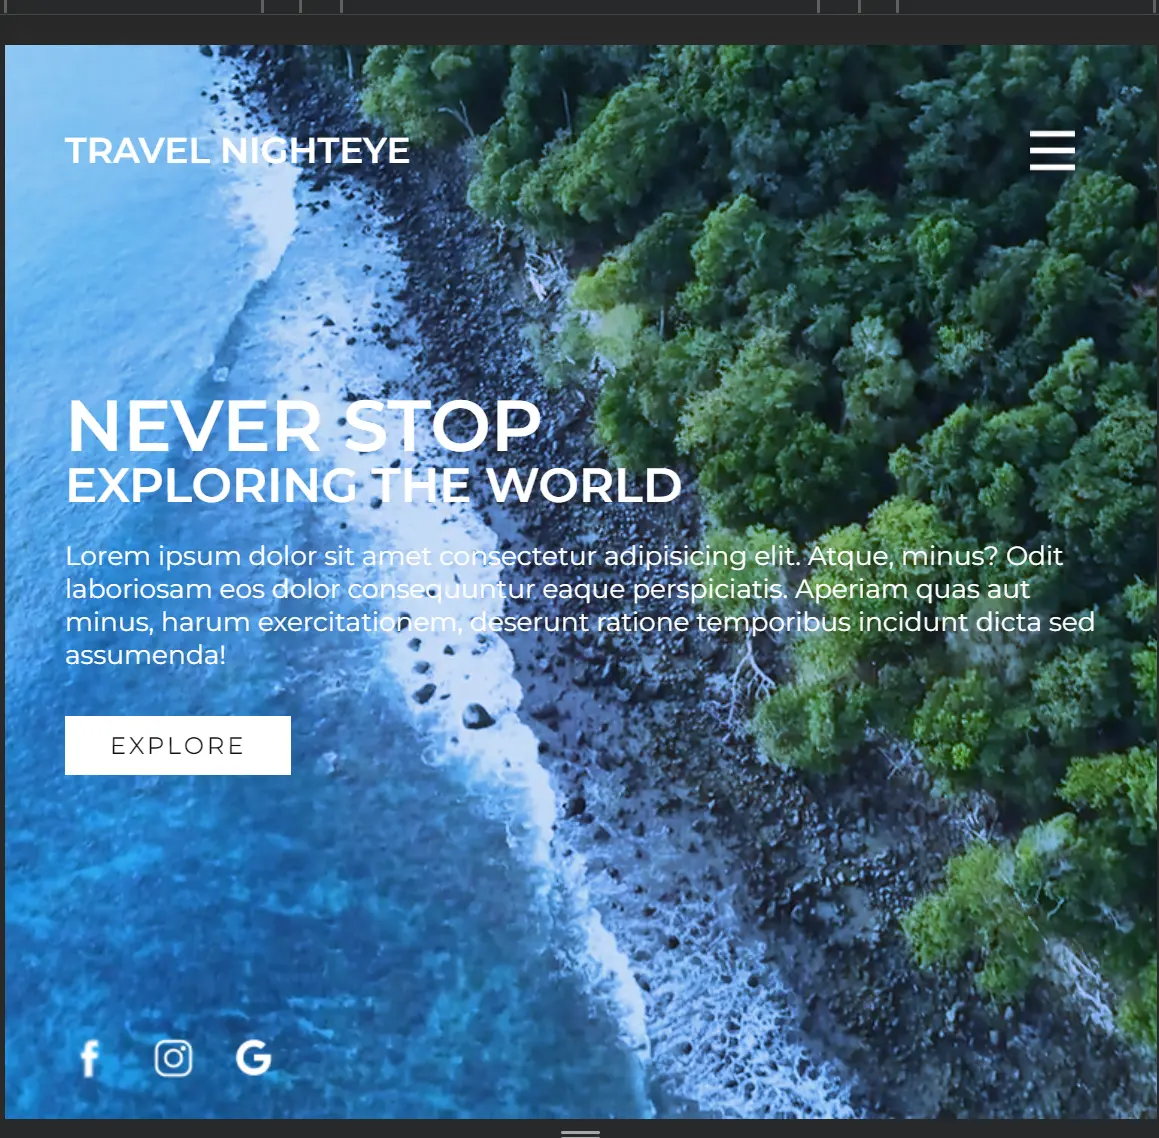 TRAVEL NIGHTEYE
NEVER STOP
EXPLORING THE WORLD
Lorem ipsum dolor sit amet consectetur adipisicing elit. Atque, minus? Odit
laboriosam eos dolor consequuntur eaque perspiciatis. Aperiam quas aut
minus, harum exercitationem, deserunt ratione temporibus incidunt dicta sed
assumenda!
EXPLORE